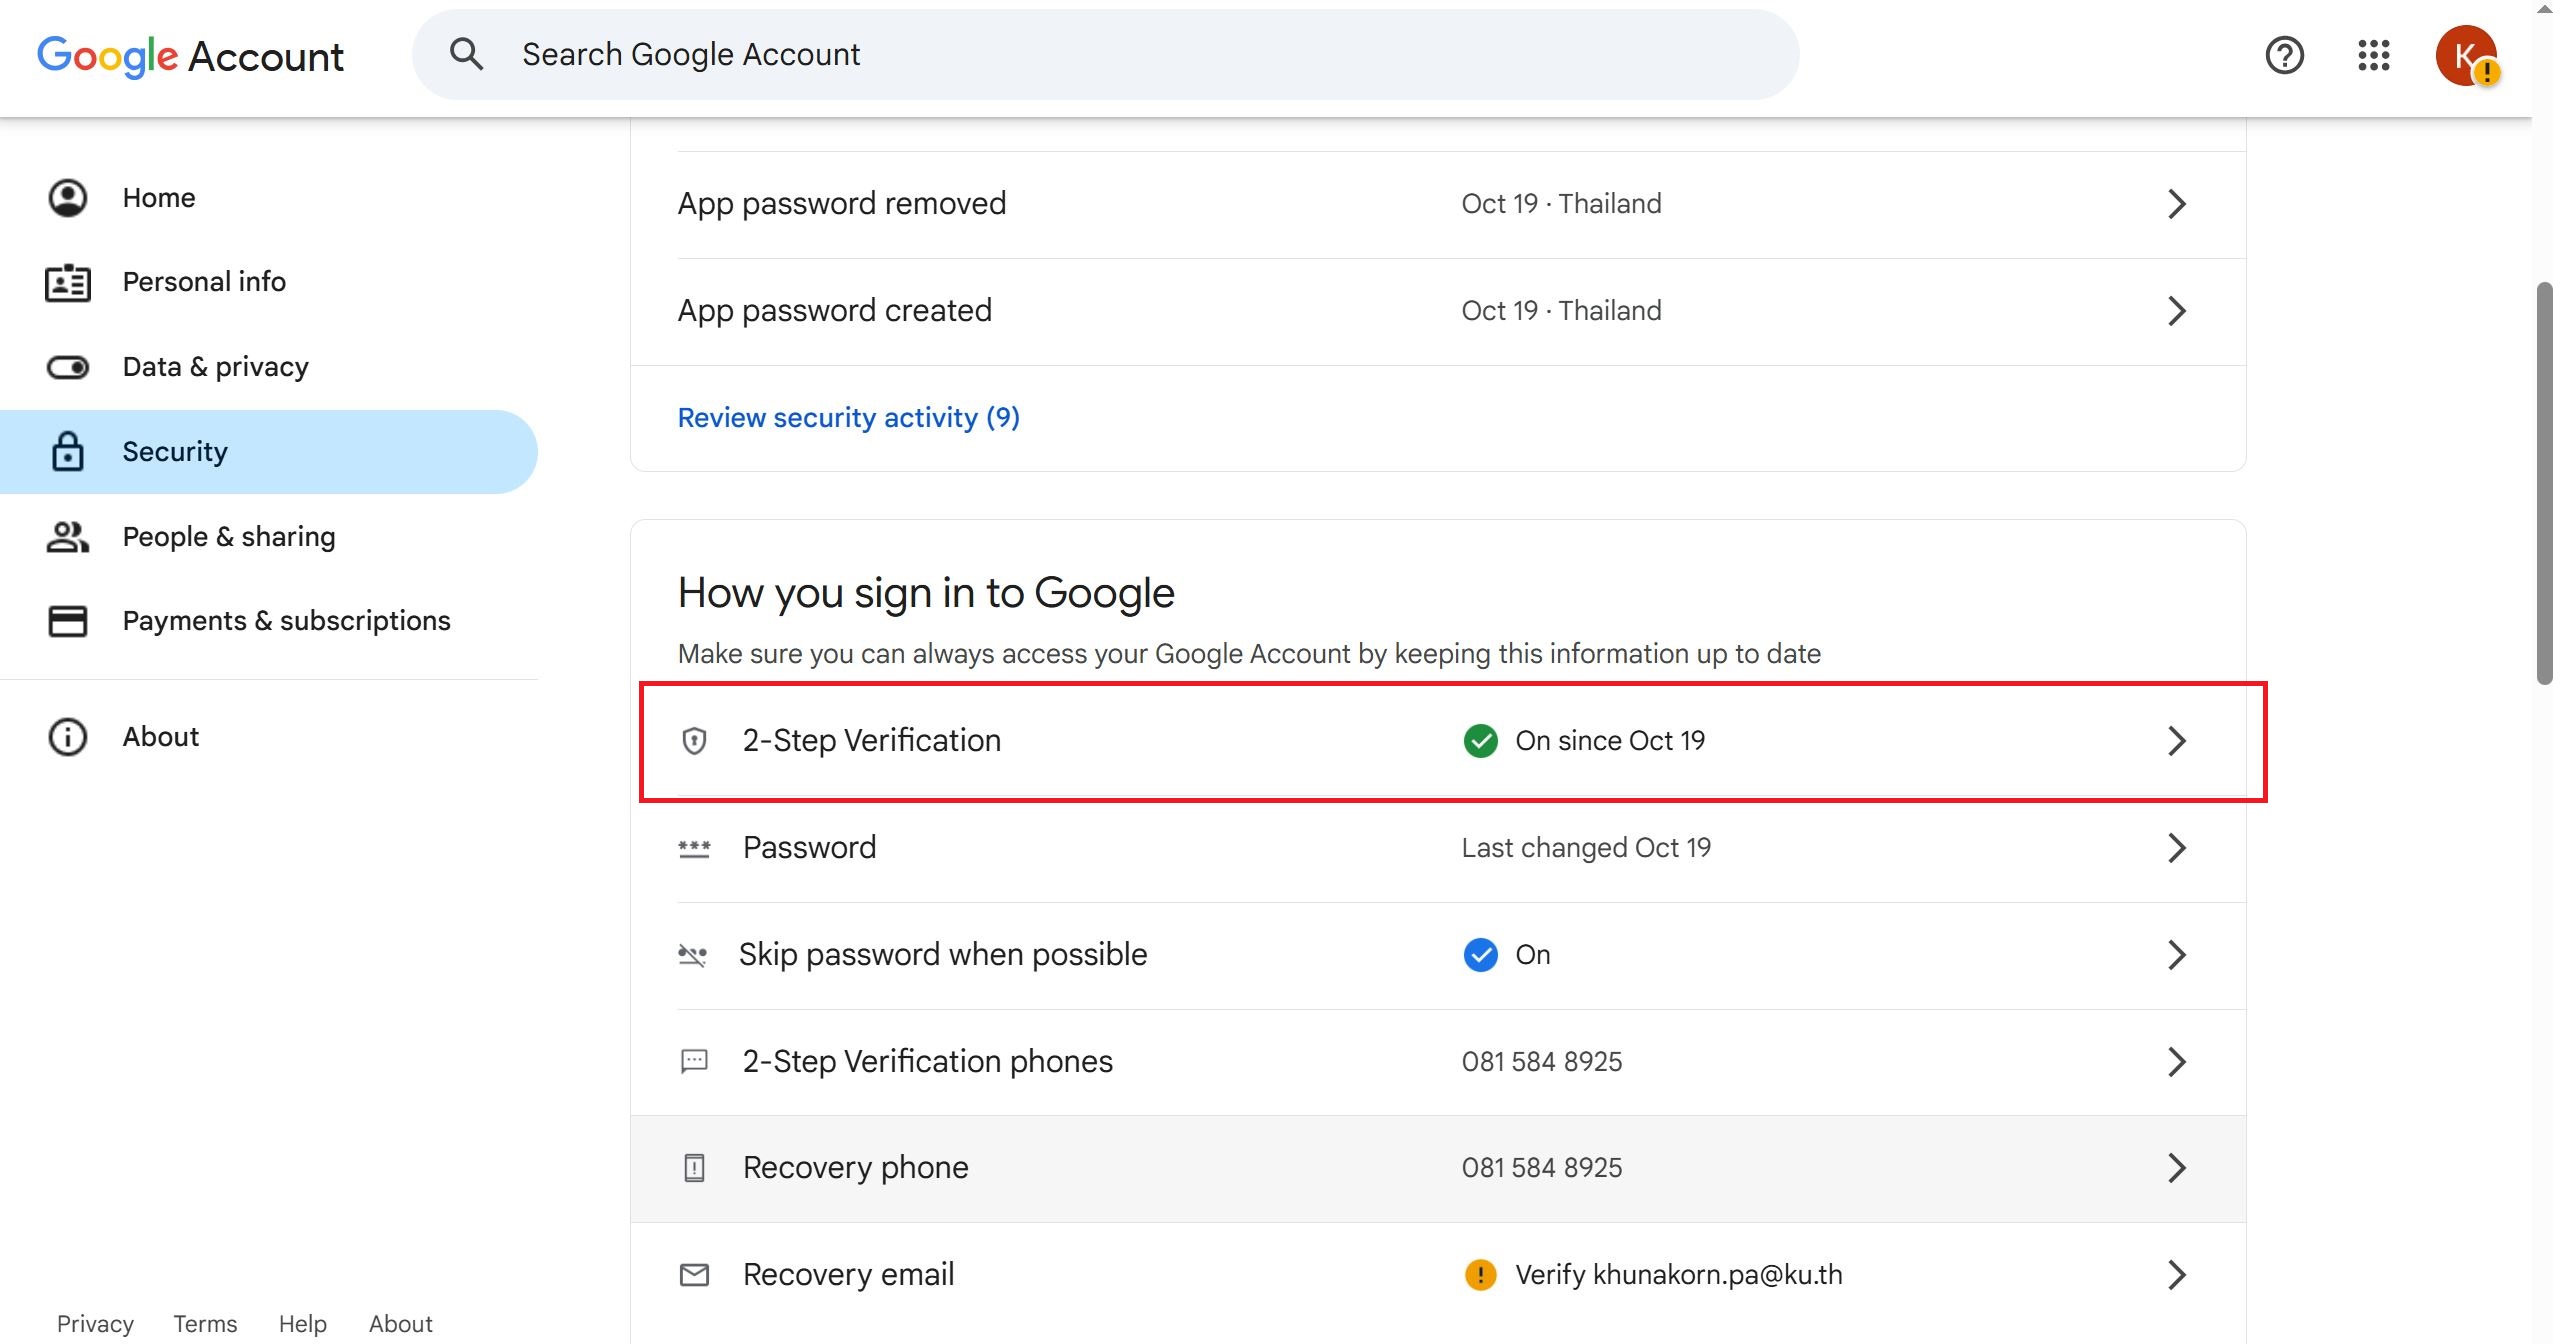 Google Account
Search Google Account
Home
Personal info
Data & privacy
Security
People & sharing
Payments & subscriptions
About
App password removed Oct 19 · Thailand
App password created Oct 19 · Thailand
Review security activity (9)
How you sign in to Google
Make sure you can always access your Google Account by keeping this information up to date
2-Step Verification On since Oct 19
Password Last changed Oct 19
Skip password when possible On
2-Step Verification phones 081 584 8925
Recovery phone 081 584 8925
Recovery email Verify khunakorn.pa@ku.th
Privacy Terms Help About
K